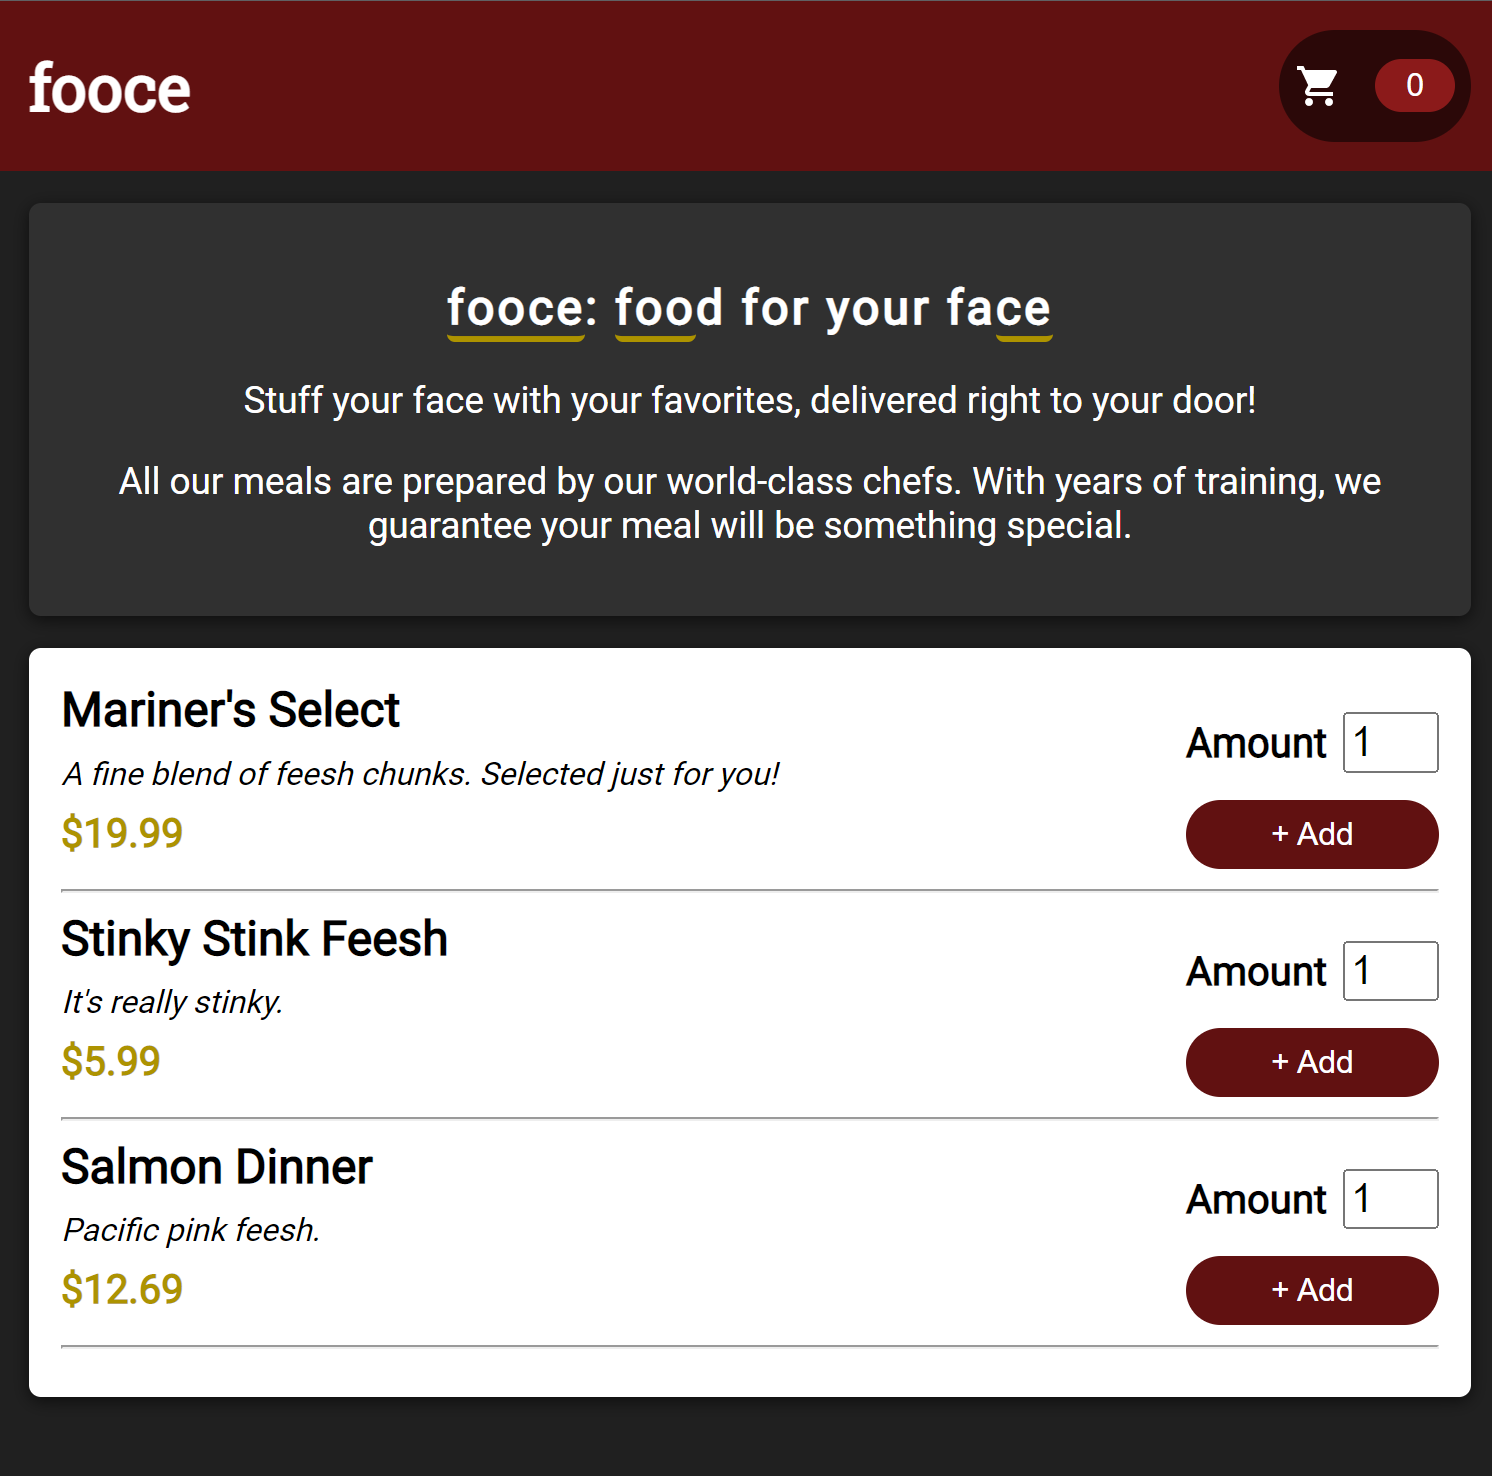 fooce
0
fooce: food for your face
Stuff your face with your favorites, delivered right to your door!
All our meals are prepared by our world-class chefs. With years of training, we
guarantee your meal will be something special.
Mariner's Select
A fine blend of feesh chunks. Selected just for you!
$19.99
Amount 1
+ Add
Stinky Stink Feesh
It's really stinky.
$5.99
Amount 1
+ Add
Salmon Dinner
Pacific pink feesh.
$12.69
Amount 1
+ Add